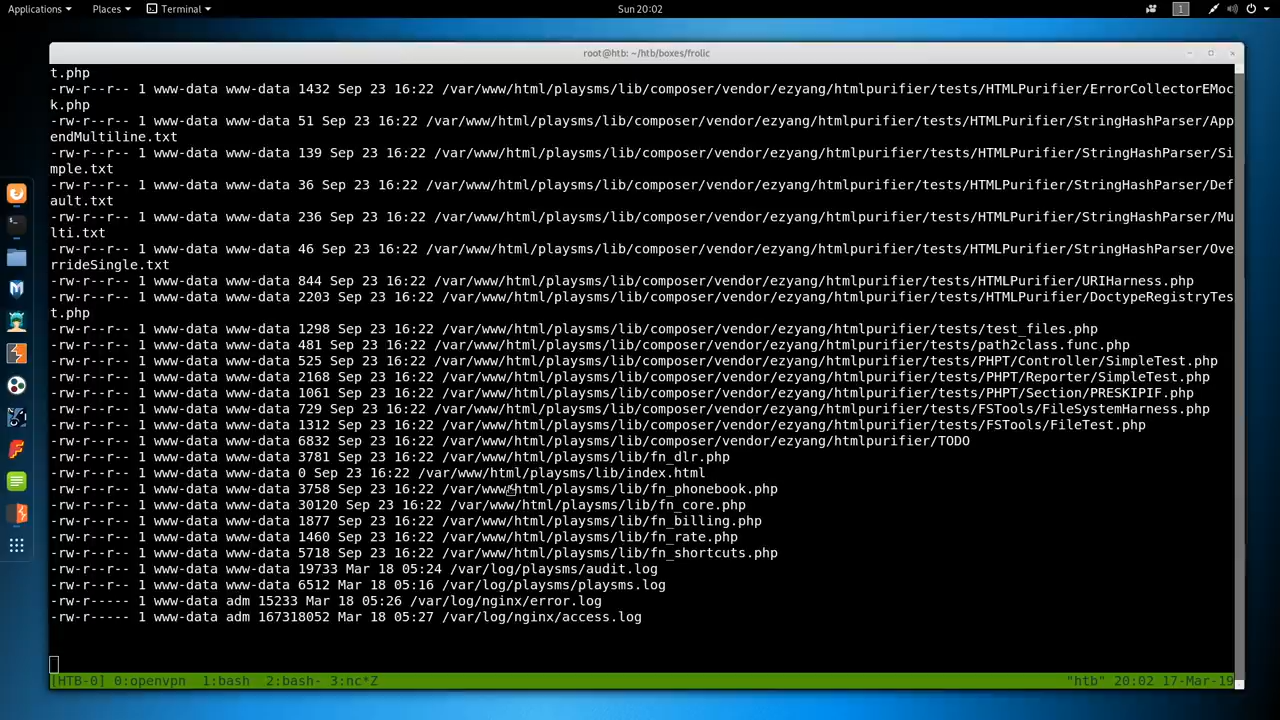 Applications Places Terminal Sun 20:02 1
root@htb: ~/htb/boxes/frolic
t.php
-rw-r--r-- 1 www-data www-data 1432 Sep 23 16:22 /var/www/html/playsms/lib/composer/vendor/ezyang/htmlpurifier/tests/HTMLPurifier/ErrorCollectorEMoc
k.php
-rw-r--r-- 1 www-data www-data 51 Sep 23 16:22 /var/www/html/playsms/lib/composer/vendor/ezyang/htmlpurifier/tests/HTMLPurifier/StringHashParser/App
endMultiline.txt
-rw-r--r-- 1 www-data www-data 139 Sep 23 16:22 /var/www/html/playsms/lib/composer/vendor/ezyang/htmlpurifier/tests/HTMLPurifier/StringHashParser/Si
mple.txt
-rw-r--r-- 1 www-data www-data 36 Sep 23 16:22 /var/www/html/playsms/lib/composer/vendor/ezyang/htmlpurifier/tests/HTMLPurifier/StringHashParser/Def
ault.txt
-rw-r--r-- 1 www-data www-data 236 Sep 23 16:22 /var/www/html/playsms/lib/composer/vendor/ezyang/htmlpurifier/tests/HTMLPurifier/StringHashParser/Mu
lti.txt
-rw-r--r-- 1 www-data www-data 46 Sep 23 16:22 /var/www/html/playsms/lib/composer/vendor/ezyang/htmlpurifier/tests/HTMLPurifier/StringHashParser/Ove
rrideSingle.txt
-rw-r--r-- 1 www-data www-data 844 Sep 23 16:22 /var/www/html/playsms/lib/composer/vendor/ezyang/htmlpurifier/tests/HTMLPurifier/URIHarness.php
-rw-r--r-- 1 www-data www-data 2203 Sep 23 16:22 /var/www/html/playsms/lib/composer/vendor/ezyang/htmlpurifier/tests/HTMLPurifier/DoctypeRegistryTes
t.php
-rw-r--r-- 1 www-data www-data 1298 Sep 23 16:22 /var/www/html/playsms/lib/composer/vendor/ezyang/htmlpurifier/tests/test_files.php
-rw-r--r-- 1 www-data www-data 481 Sep 23 16:22 /var/www/html/playsms/lib/composer/vendor/ezyang/htmlpurifier/tests/path2class.func.php
-rw-r--r-- 1 www-data www-data 525 Sep 23 16:22 /var/www/html/playsms/lib/composer/vendor/ezyang/htmlpurifier/tests/PHPT/Controller/SimpleTest.php
-rw-r--r-- 1 www-data www-data 2168 Sep 23 16:22 /var/www/html/playsms/lib/composer/vendor/ezyang/htmlpurifier/tests/PHPT/Reporter/SimpleTest.php
-rw-r--r-- 1 www-data www-data 1061 Sep 23 16:22 /var/www/html/playsms/lib/composer/vendor/ezyang/htmlpurifier/tests/PHPT/Section/PRESKIPIF.php
-rw-r--r-- 1 www-data www-data 729 Sep 23 16:22 /var/www/html/playsms/lib/composer/vendor/ezyang/htmlpurifier/tests/FSTools/FileSystemHarness.php
-rw-r--r-- 1 www-data www-data 1312 Sep 23 16:22 /var/www/html/playsms/lib/composer/vendor/ezyang/htmlpurifier/tests/FSTools/FileTest.php
-rw-r--r-- 1 www-data www-data 6832 Sep 23 16:22 /var/www/html/playsms/lib/composer/vendor/ezyang/htmlpurifier/TODO
-rw-r--r-- 1 www-data www-data 3781 Sep 23 16:22 /var/www/html/playsms/lib/fn_dlr.php
-rw-r--r-- 1 www-data www-data 0 Sep 23 16:22 /var/www/html/playsms/lib/index.html
-rw-r--r-- 1 www-data www-data 3758 Sep 23 16:22 /var/www/html/playsms/lib/fn_phonebook.php
-rw-r--r-- 1 www-data www-data 30120 Sep 23 16:22 /var/www/html/playsms/lib/fn_core.php
-rw-r--r-- 1 www-data www-data 1877 Sep 23 16:22 /var/www/html/playsms/lib/fn_billing.php
-rw-r--r-- 1 www-data www-data 1460 Sep 23 16:22 /var/www/html/playsms/lib/fn_rate.php
-rw-r--r-- 1 www-data www-data 5718 Sep 23 16:22 /var/www/html/playsms/lib/fn_shortcuts.php
-rw-r--r-- 1 www-data www-data 19733 Mar 18 05:24 /var/log/playsms/audit.log
-rw-r--r-- 1 www-data www-data 6512 Mar 18 05:16 /var/log/playsms/playsms.log
-rw-r----- 1 www-data adm 15233 Mar 18 05:26 /var/log/nginx/error.log
-rw-r----- 1 www-data adm 167318052 Mar 18 05:27 /var/log/nginx/access.log
[HTB-0] 0:openvpn 1:bash 2:bash- 3:nc*Z "htb" 20:02 17-Mar-19